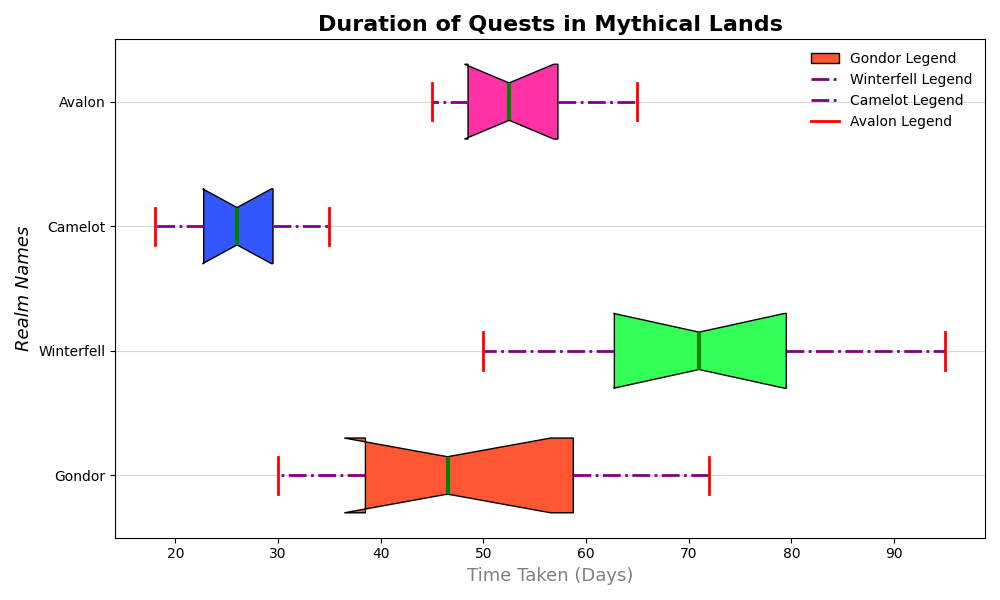 Duration of Quests in Mythical Lands
Gondor Legend
Winterfell Legend
Camelot Legend
Avalon Legend
Realm Names
Avalon
Camelot
Winterfell
Gondor
20 30 40 50 60 70 80 90
Time Taken (Days)